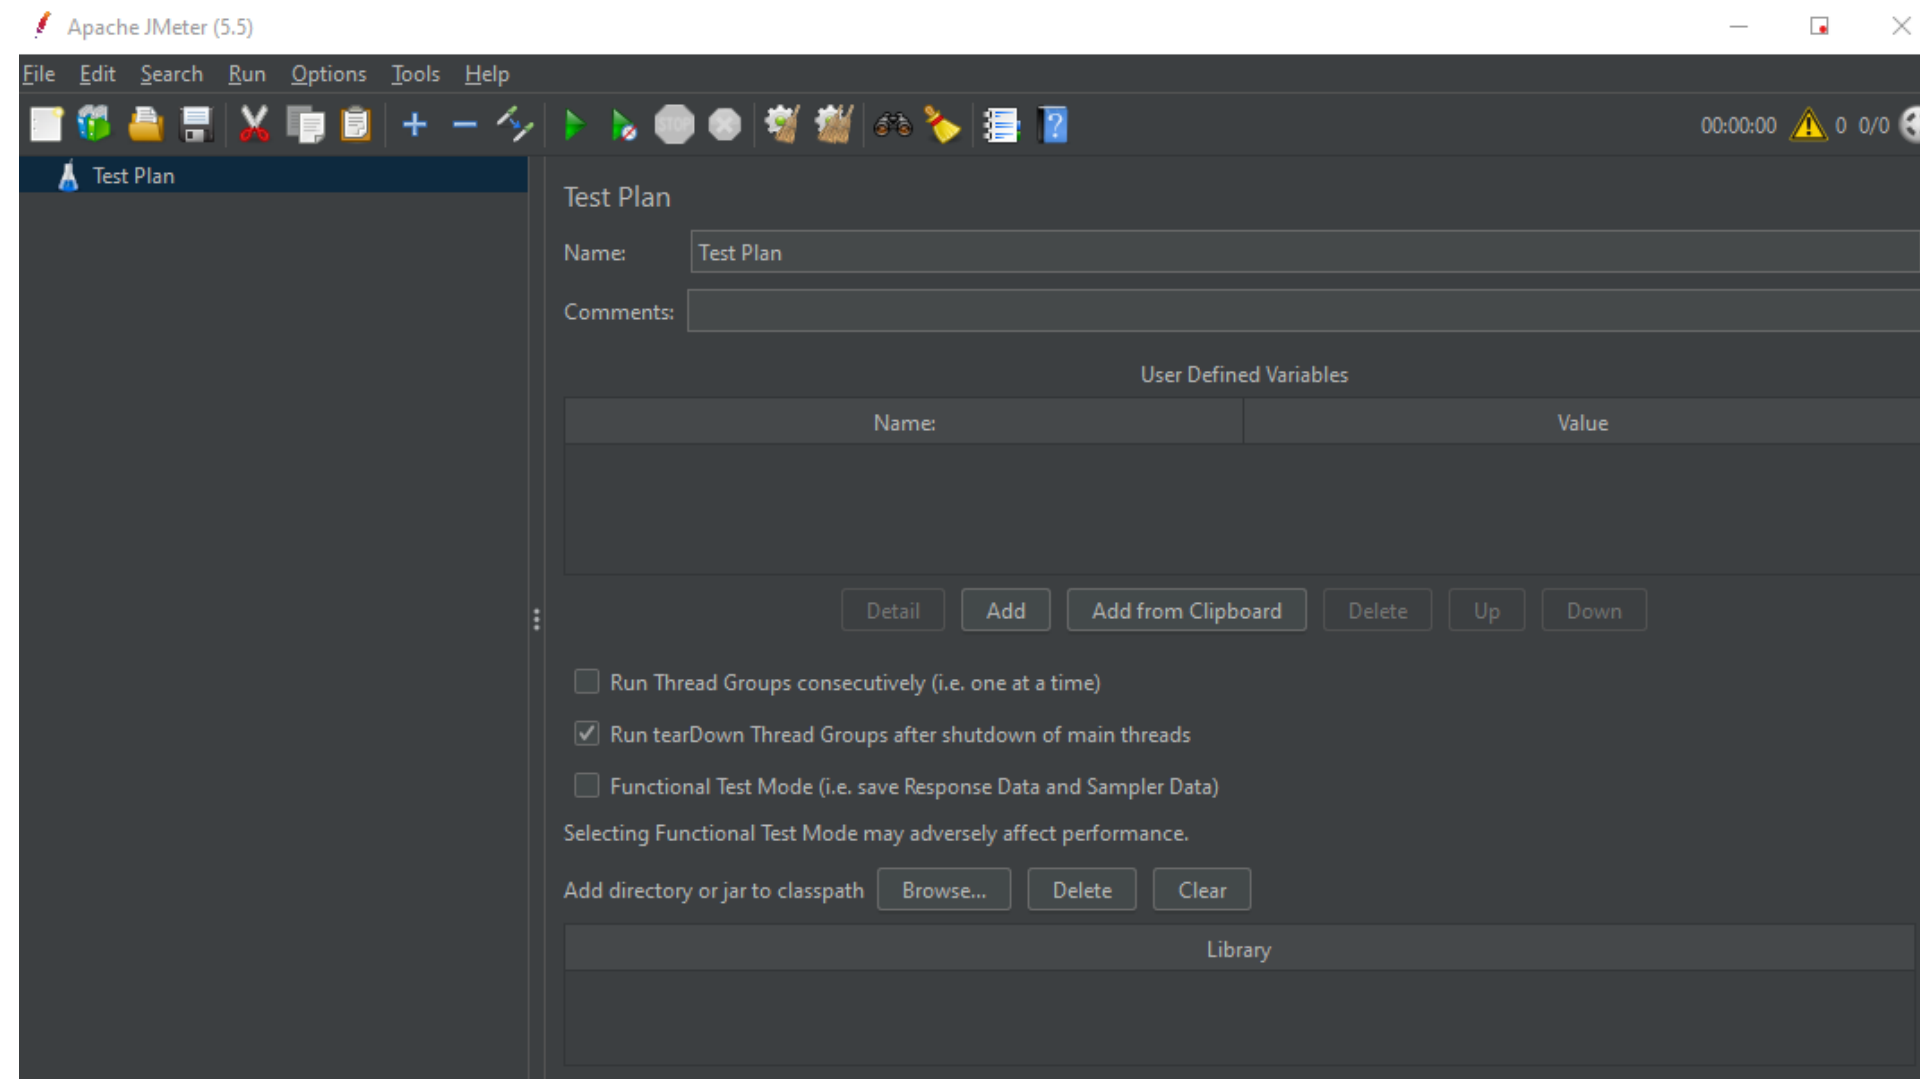 Apache JMeter (5.5)
File Edit Search Run Options Tools Help
STOP
00:00:00 0 0/0
Test Plan
Test Plan
Name: Test Plan
Comments:
User Defined Variables
Name: Value
Detail Add Add from Clipboard Delete Up Down
Run Thread Groups consecutively (i.e. one at a time)
Run tearDown Thread Groups after shutdown of main threads
Functional Test Mode (i.e. save Response Data and Sampler Data)
Selecting Functional Test Mode may adversely affect performance.
Add directory or jar to classpath Browse... Delete Clear
Library